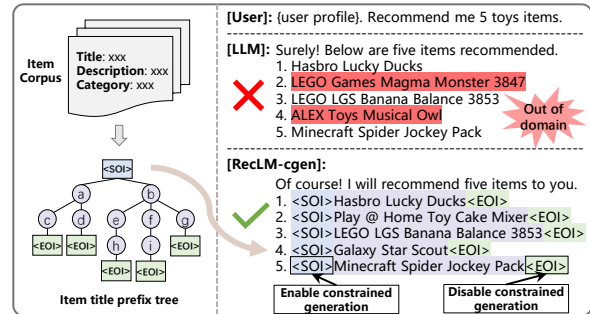 Item
Corpus
Title: xxx
Description: xxx
Category: xxx
<SOI>
a
b
c
d
e
f
g
<EOI>
<EOI>
h
i
<EOI>
<EOI>
<EOI>
Item title prefix tree
[User]: {user profile}. Recommend me 5 toys items.
[LLM]: Surely! Below are five items recommended.
1. Hasbro Lucky Ducks
2. LEGO Games Magma Monster 3847
3. LEGO LGS Banana Balance 3853
4. ALEX Toys Musical Owl
5. Minecraft Spider Jockey Pack
Out of
domain
[RecLM-cgen]:
Of course! I will recommend five items to you.
1. <SOI>Hasbro Lucky Ducks<EOI>
2. <SOI>Play @ Home Toy Cake Mixer<EOI>
3. <SOI>LEGO LGS Banana Balance 3853<EOI>
4. <SOI>Galaxy Star Scout<EOI>
5. <SOI>Minecraft Spider Jockey Pack<EOI>
Enable constrained
generation
Disable constrained
generation